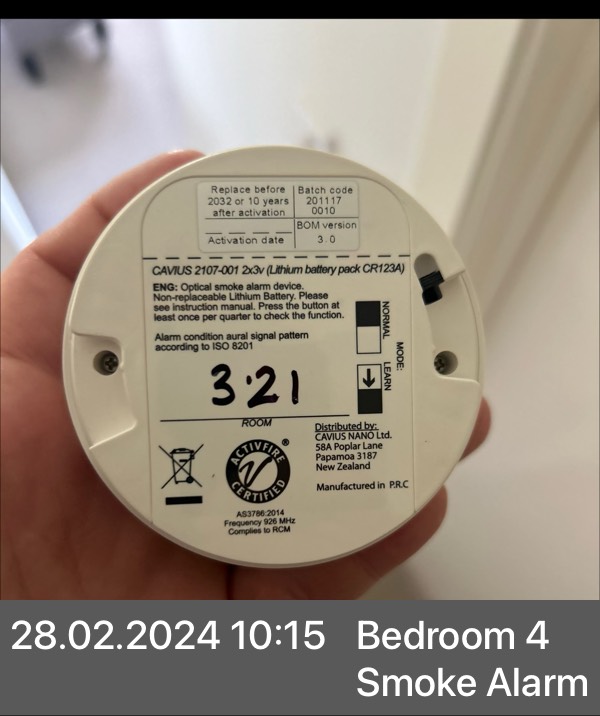 Replace before
2032 or 10 years
after activation
Activation date
Batch code
201117
0010
BOM version
3.0
CAVIUS 2107-001 2x3v (Lithium battery pack CR123A)
ENG: Optical smoke alarm device.
Non-replaceable Lithium Battery. Please
see instruction manual. Press the button at
least once per quarter to check the function.
Alarm condition aural signal pattern
according to ISO 8201
NORMAL
MODE:
LEARN
3·21
ROOM
ACTIVFIRE
®
CERTIFIED
Distributed by:
CAVIUS NANO Ltd.
58A Poplar Lane
Papamoa 3187
New Zealand
Manufactured in P.R.C
AS3786:2014
Frequency 926 MHz
Complies to RCM
28.02.2024 10:15
Bedroom 4
Smoke Alarm